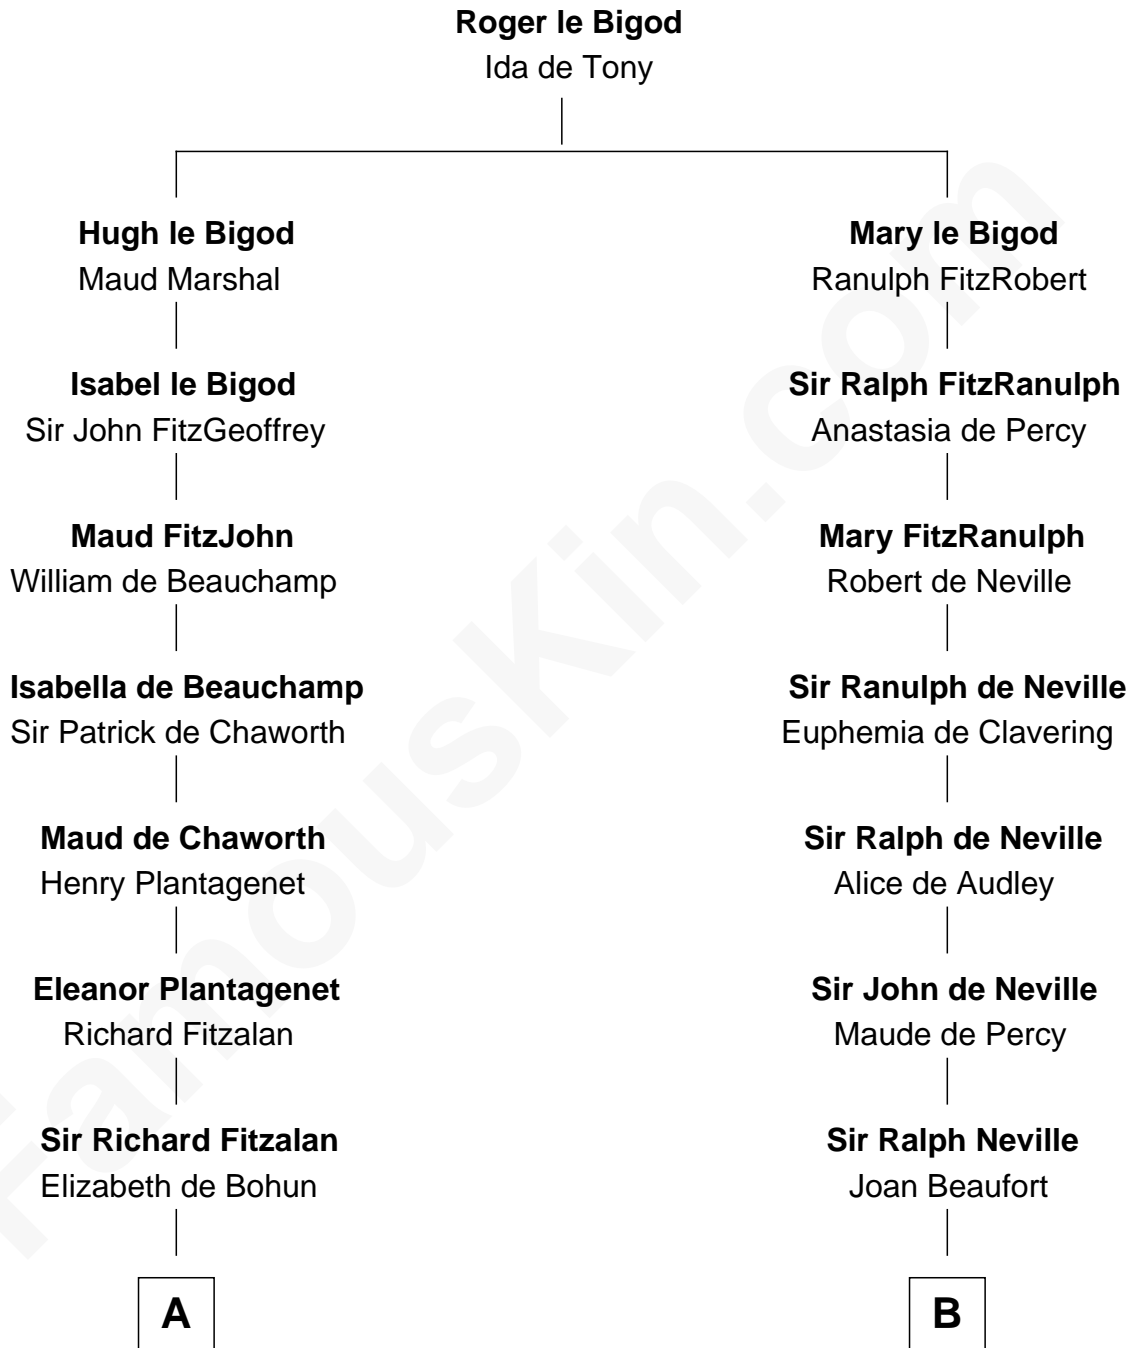 Roger le Bigod
Ida de Tony
Hugh le Bigod
Maud Marshal
Mary le Bigod
Ranulph FitzRobert
Isabel le Bigod
Sir John FitzGeoffrey
Sir Ralph FitzRanulph
Anastasia de Percy
Maud FitzJohn
William de Beauchamp
Mary FitzRanulph
Robert de Neville
Isabella de Beauchamp
Sir Patrick de Chaworth
Sir Ranulph de Neville
Euphemia de Clavering
Maud de Chaworth
Henry Plantagenet
Sir Ralph de Neville
Alice de Audley
Eleanor Plantagenet
Richard Fitzalan
Sir John de Neville
Maude de Percy
Sir Richard Fitzalan
Elizabeth de Bohun
Sir Ralph Neville
Joan Beaufort
A
B
FamousKin.com